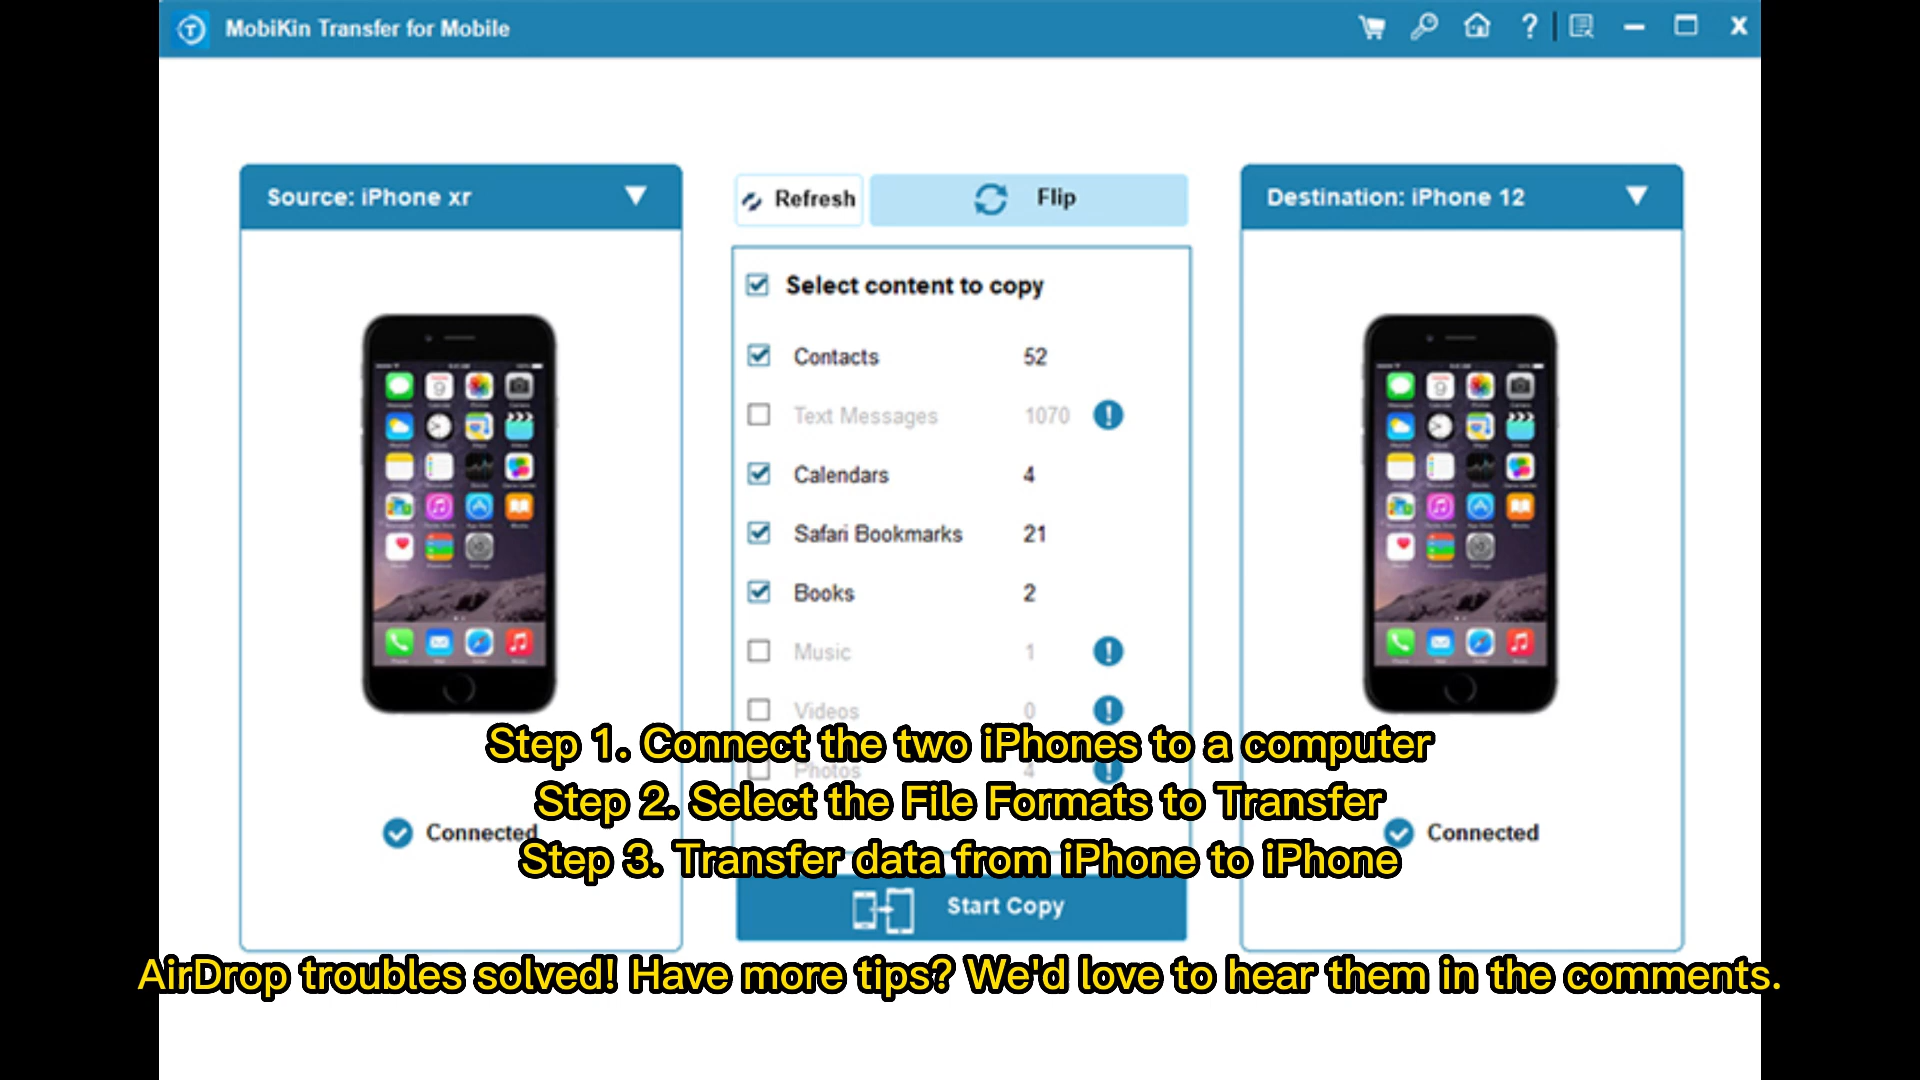 MobiKin Transfer for Mobile
Source: iPhone xr
Refresh
Flip
Destination: iPhone 12
Select content to copy
Contacts 52
Text Messages 1070
Calendars 4
Safari Bookmarks 21
Books 2
Music 1
Videos 0
Photos 4
Connected
Connected
Step 1. Connect the two iPhones to a computer
Step 2. Select the File Formats to Transfer
Step 3. Transfer data from iPhone to iPhone
Start Copy
AirDrop troubles solved! Have more tips? We'd love to hear them in the comments.